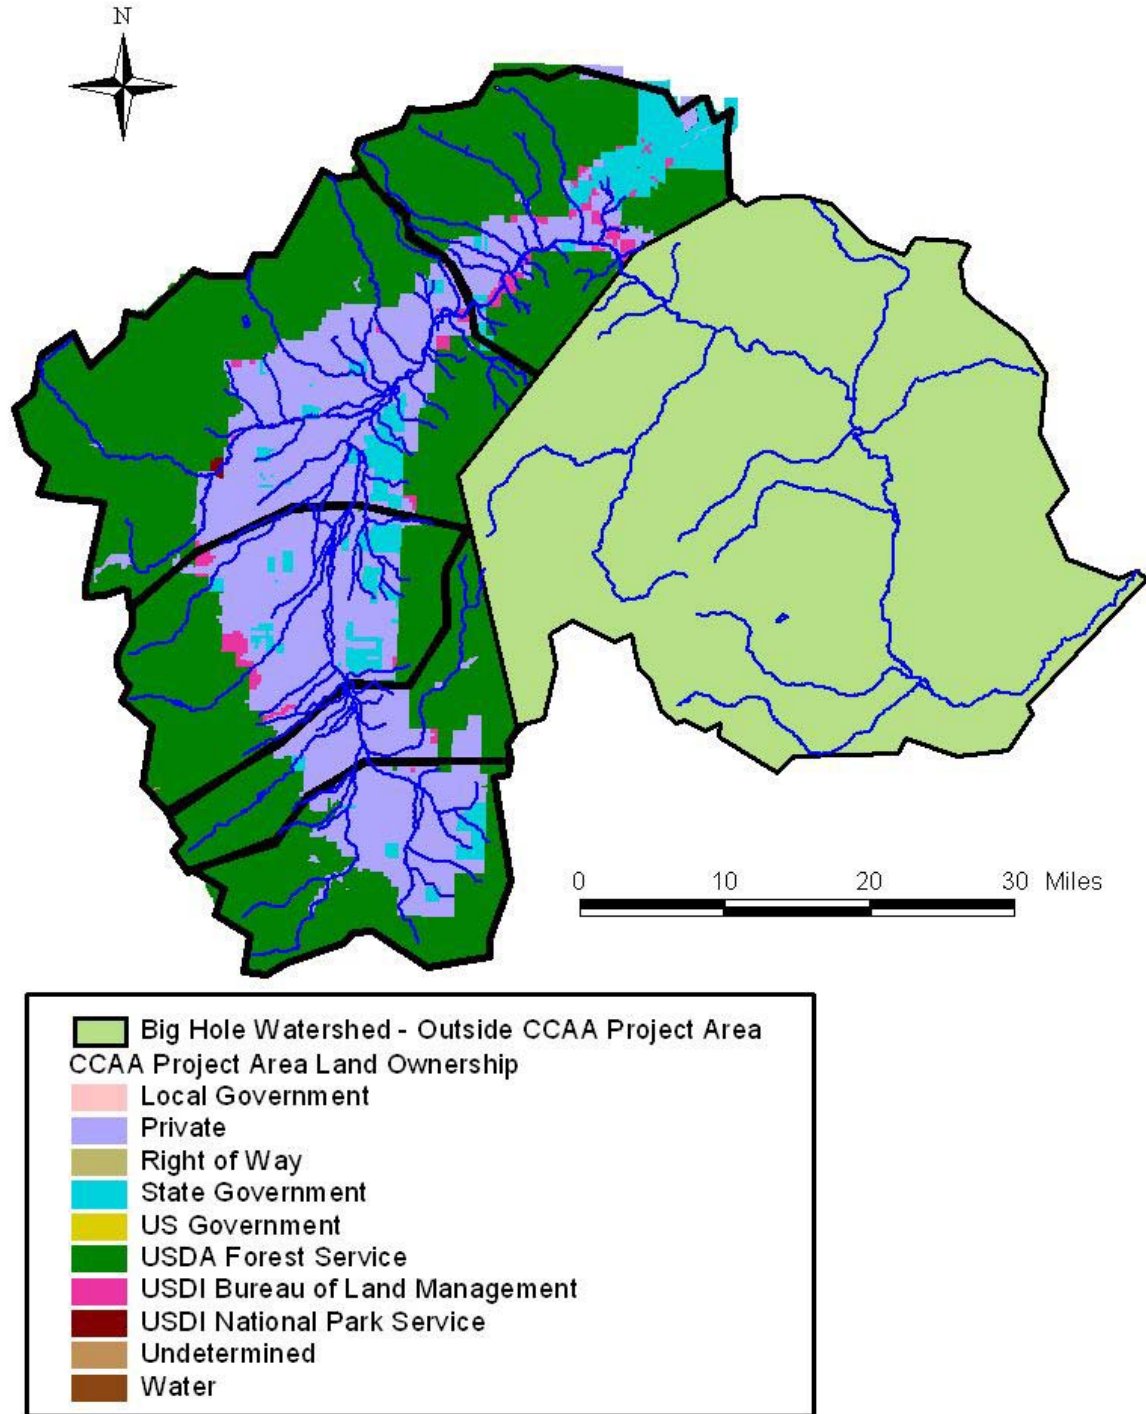 N
0 10 20 30 Miles
Big Hole Watershed - Outside CCAA Project Area
CCAA Project Area Land Ownership
Local Government
Private
Right of Way
State Government
US Government
USDA Forest Service
USDI Bureau of Land Management
USDI National Park Service
Undetermined
Water